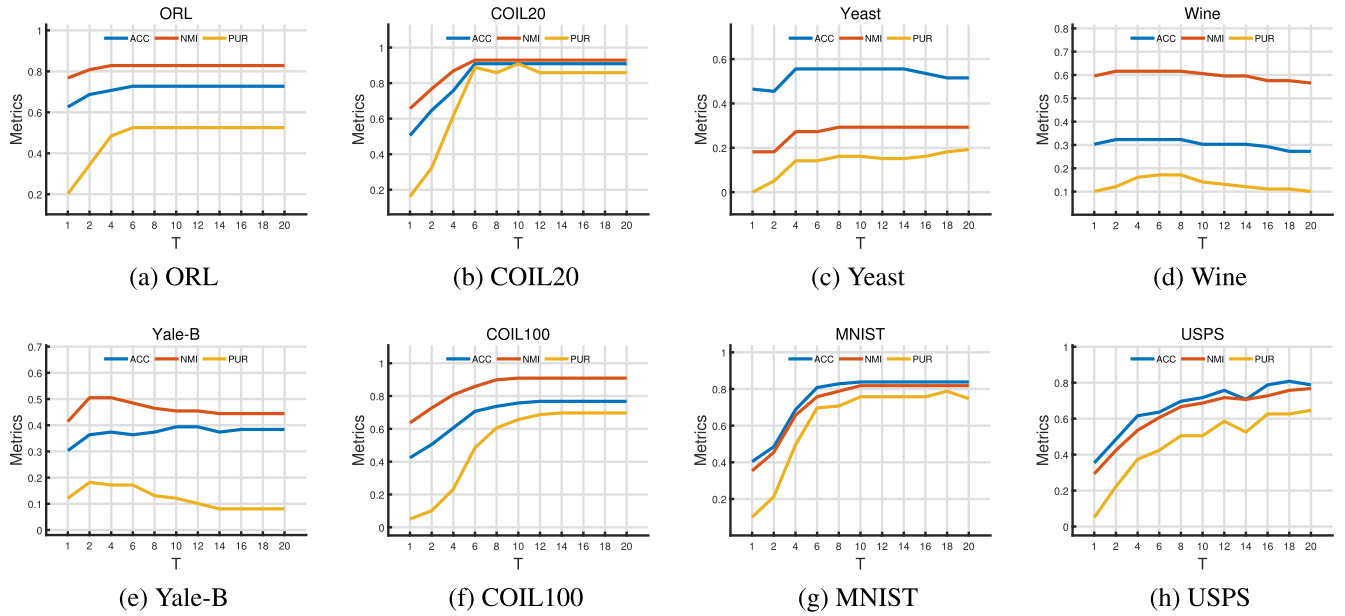 ORL
ACC NMI PUR
1
0.8
0.6
0.4
0.2
Metrics
1 2 4 6 8 10 12 14 16 18 20
T
(a) ORL
COIL20
ACC NMI PUR
1
0.8
0.6
0.4
0.2
Metrics
1 2 4 6 8 10 12 14 16 18 20
T
(b) COIL20
Yeast
ACC NMI PUR
0.6
0.4
0.2
0
Metrics
1 2 4 6 8 10 12 14 16 18 20
T
(c) Yeast
Wine
ACC NMI PUR
0.8
0.7
0.6
0.5
0.4
0.3
0.2
0.1
Metrics
1 2 4 6 8 10 12 14 16 18 20
T
(d) Wine
Yale-B
ACC NMI PUR
0.7
0.6
0.5
0.4
0.3
0.2
0.1
0
Metrics
1 2 4 6 8 10 12 14 16 18 20
T
(e) Yale-B
COIL100
ACC NMI PUR
1
0.8
0.6
0.4
0.2
0
Metrics
1 2 4 6 8 10 12 14 16 18 20
T
(f) COIL100
MNIST
ACC NMI PUR
1
0.8
0.6
0.4
0.2
Metrics
1 2 4 6 8 10 12 14 16 18 20
T
(g) MNIST
USPS
ACC NMI PUR
1
0.8
0.6
0.4
0.2
0
Metrics
1 2 4 6 8 10 12 14 16 18 20
T
(h) USPS